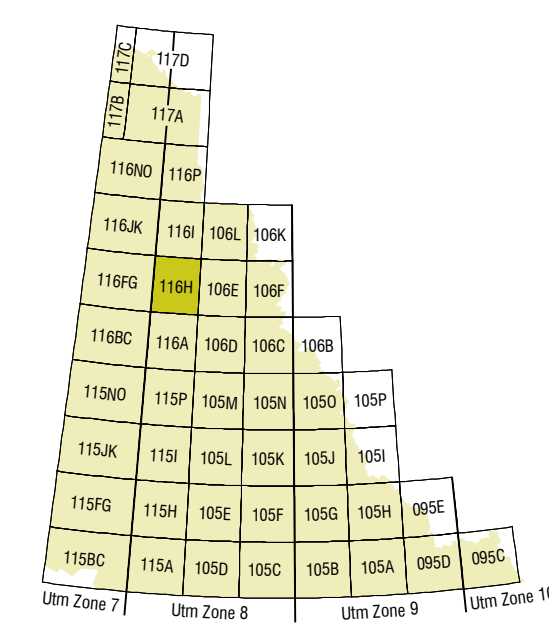 117C 117D
117B 117A
116NO 116P
116JK 116I 106L 106K
116FG 116H 106E 106F
116BC 116A 106D 106C 106B
115NO 115P 105M 105N 105O 105P
115JK 115I 105L 105K 105J 105I
115FG 115H 105E 105F 105G 105H 095E
115BC 115A 105D 105C 105B 105A 095D 095C
Utm Zone 7 Utm Zone 8 Utm Zone 9 Utm Zone